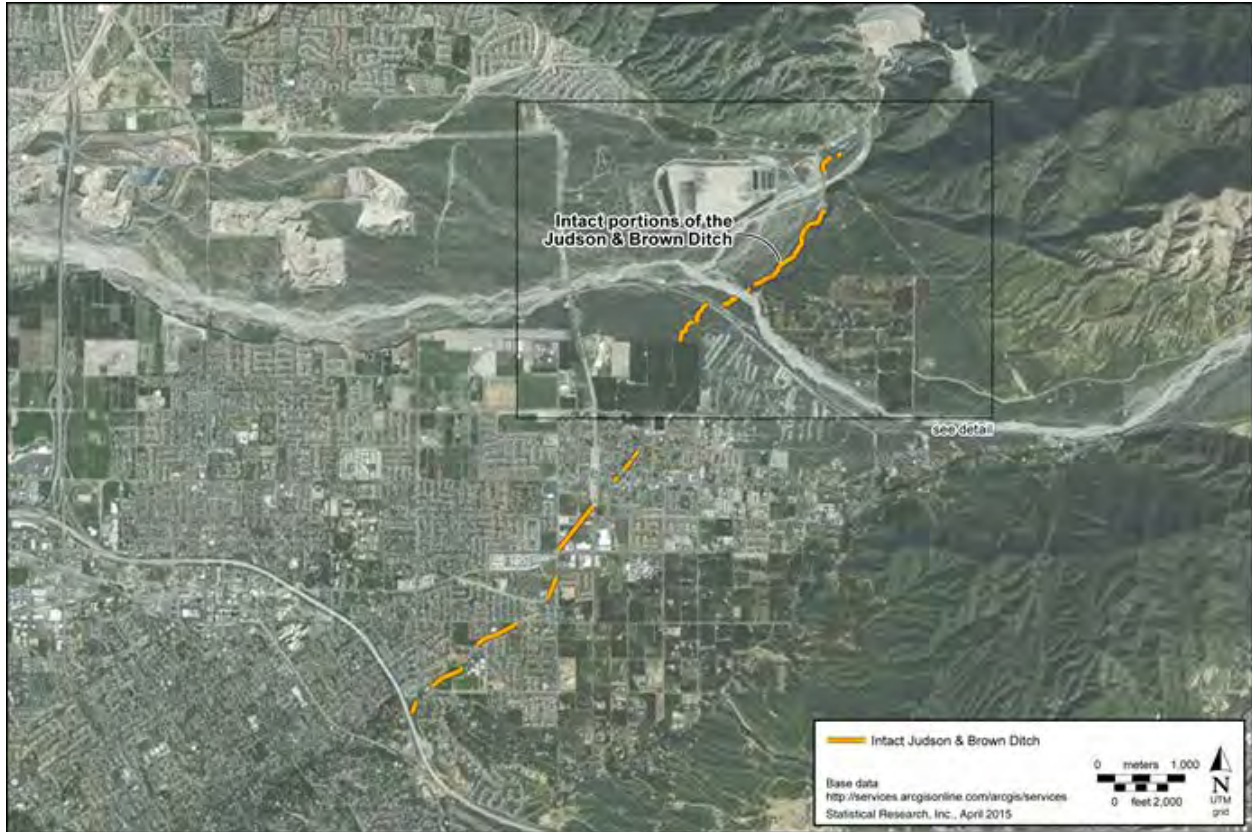 Intact portions of the
Judson & Brown Ditch
see detail
Intact Judson & Brown Ditch
0 meters 1,000
0 feet 2,000
N
UTM
grid
Base data
http://services.arcgisonline.com/arcgis/services
Statistical Research, Inc., April 2015